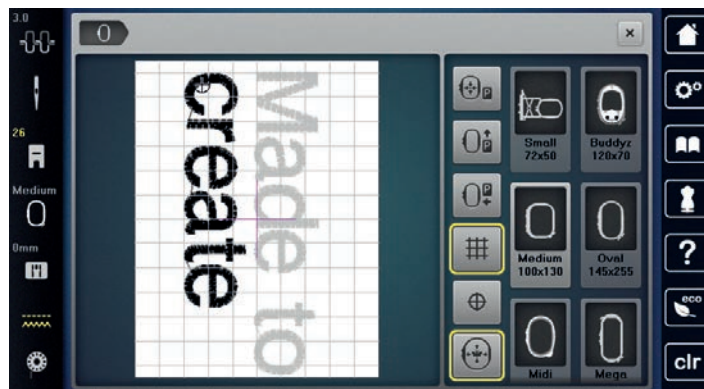 3.0
26
Medium
0mm
Made to
create
P
P
P
Small
72x50
Buddyz
120x70
Medium
100x130
Oval
145x255
Midi
Mega
?
eco
clr